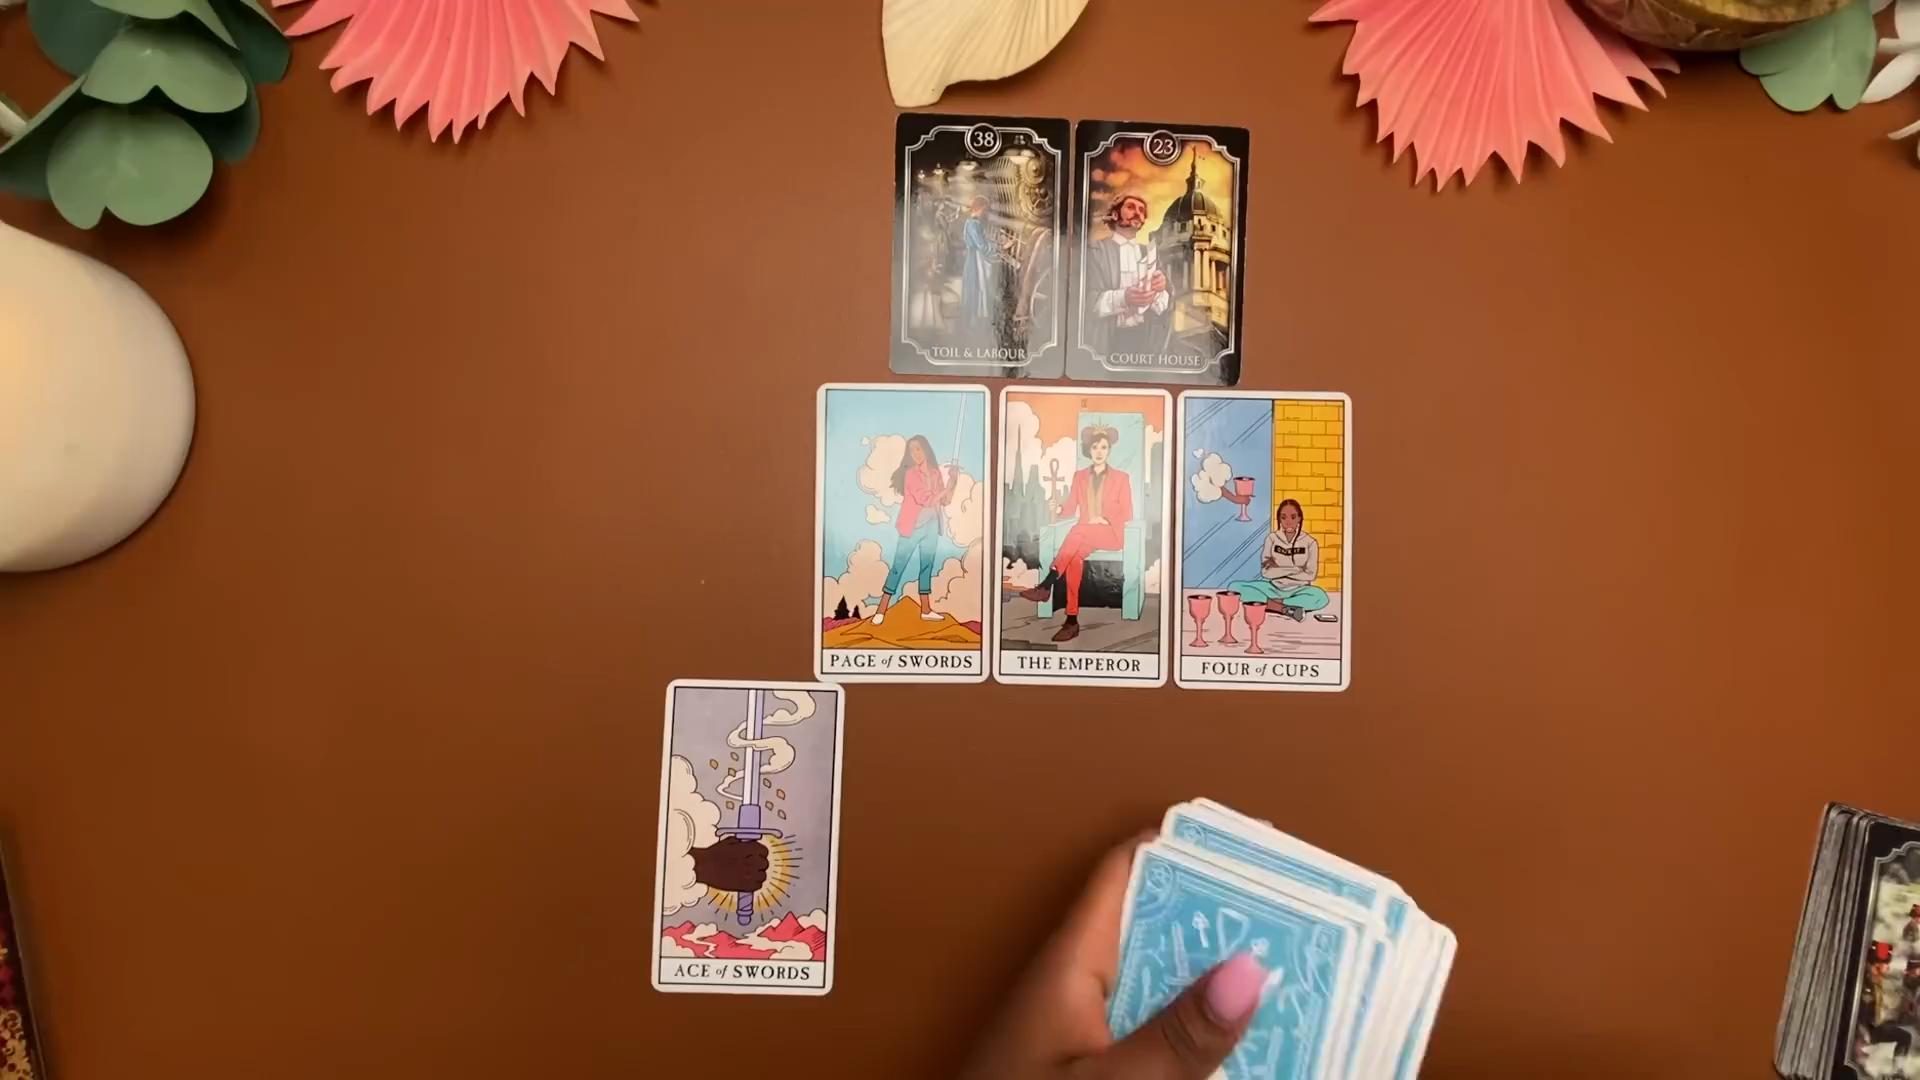 38
23
TOIL & LABOUR
COURT HOUSE
PAGE of SWORDS
THE EMPEROR
FOUR of CUPS
ACE of SWORDS